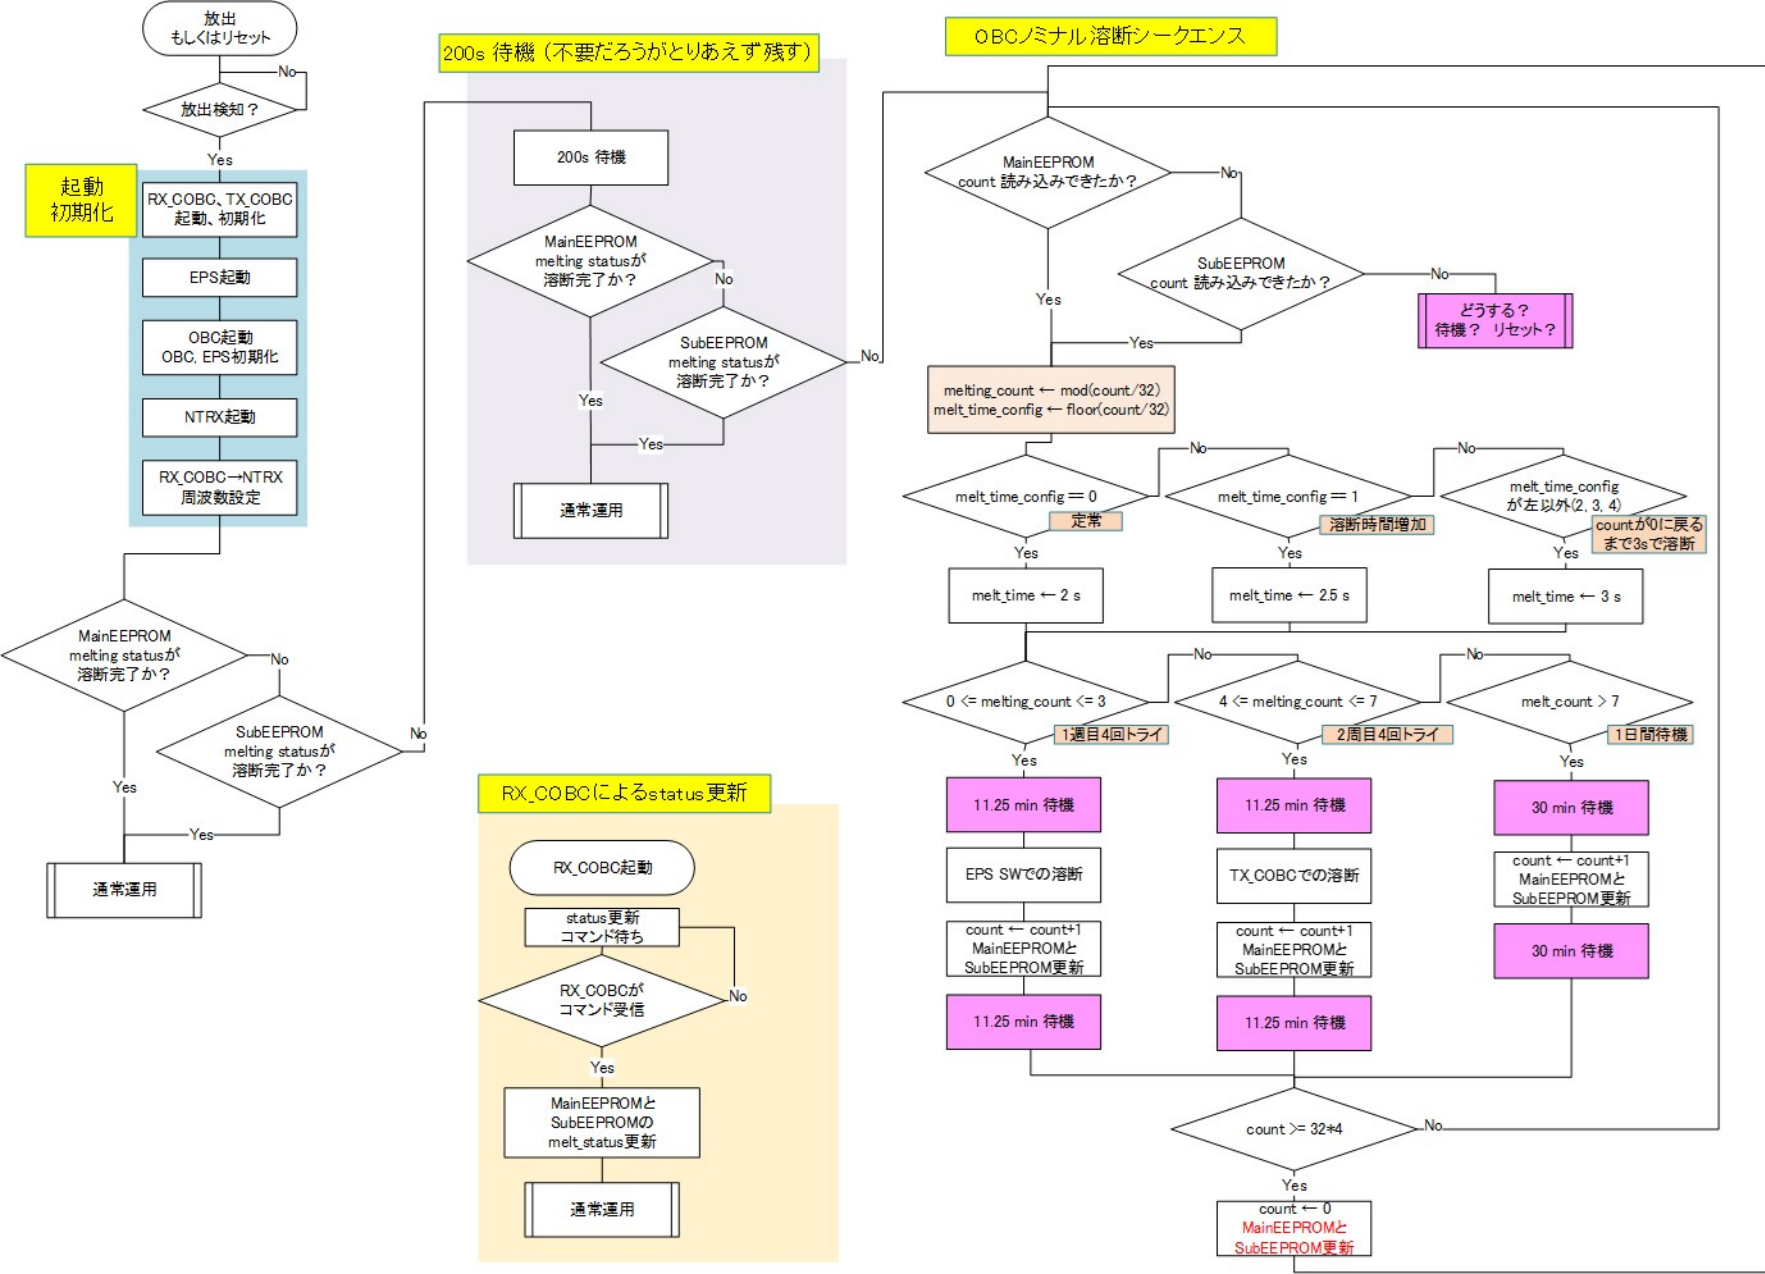 放出
もしくはリセット
No
放出検知？
Yes
起動
初期化
RX_COBC、TX_COBC
起動、初期化
EPS起動
OBC起動
OBC, EPS初期化
NTRX起動
RX_COBC→NTRX
周波数設定
MainEEPROM
melting statusが
溶断完了か？
No
SubEEPROM
melting statusが
溶断完了か？
No
Yes
Yes
通常運用
200s 待機（不要だろうがとりあえず残す）
200s 待機
MainEEPROM
melting statusが
溶断完了か？
No
SubEEPROM
melting statusが
溶断完了か？
No
Yes
Yes
通常運用
RX_COBCによるstatus更新
RX_COBC起動
status更新
コマンド待ち
RX_COBCが
コマンド受信
No
Yes
MainEEPROMと
SubEEPROMの
melt_status更新
通常運用
OBCノミナル溶断シークエンス
MainEEPROM
count 読み込みできたか？
No
SubEEPROM
count 読み込みできたか？
No
どうする？
待機？ リセット？
Yes
Yes
melting_count ← mod(count/32)
melt_time_config ← floor(count/32)
melt_time_config == 0
定常
No
melt_time_config == 1
溶断時間増加
No
melt_time_config
が左以外(2, 3, 4)
countが0に戻る
まで3sで溶断
Yes
Yes
Yes
melt_time ← 2 s
melt_time ← 2.5 s
melt_time ← 3 s
0 <= melting_count <= 3
1週目4回トライ
No
4 <= melting_count <= 7
2周目4回トライ
No
melt_count > 7
1日間待機
Yes
Yes
Yes
11.25 min 待機
11.25 min 待機
30 min 待機
EPS SWでの溶断
TX_COBCでの溶断
count ← count+1
MainEEPROMと
SubEEPROM更新
count ← count+1
MainEEPROMと
SubEEPROM更新
count ← count+1
MainEEPROMと
SubEEPROM更新
30 min 待機
11.25 min 待機
11.25 min 待機
count >= 32*4
No
Yes
count ← 0
MainEEPROMと
SubEEPROM更新